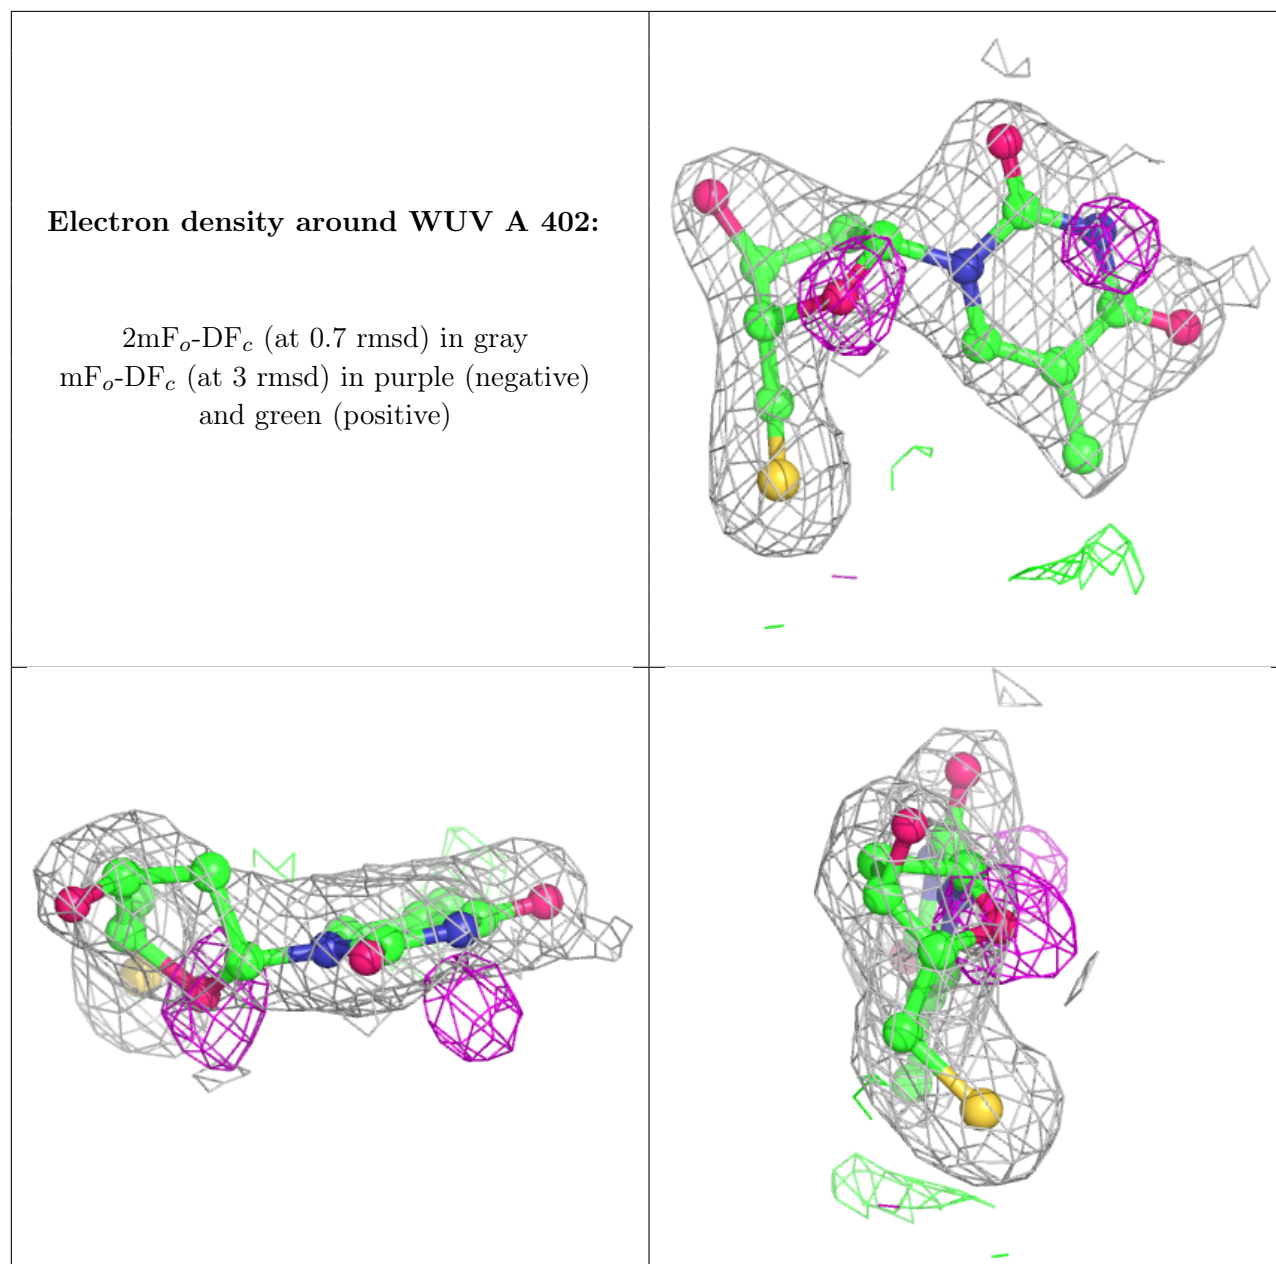 Electron density around WUV A 402:
2mFo-DFc (at 0.7 rmsd) in gray
mFo-DFc (at 3 rmsd) in purple (negative)
and green (positive)